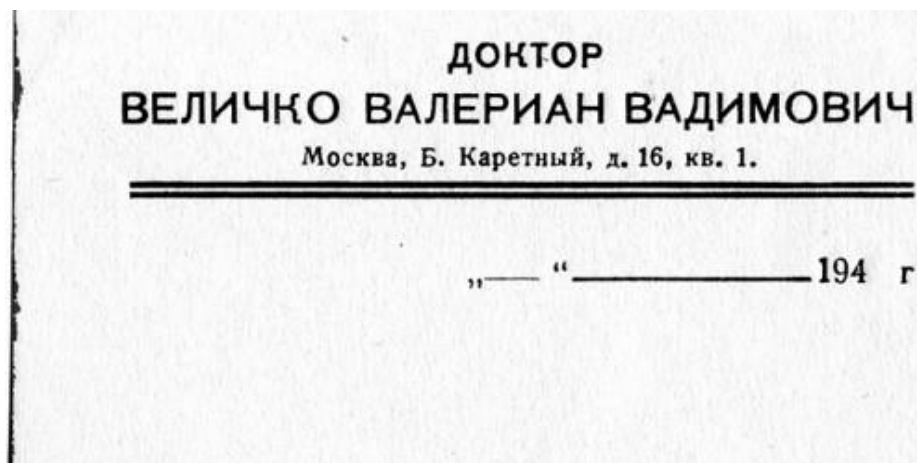 ДОКТОР
ВЕЛИЧКО ВАЛЕРИАН ВАДИМОВИЧ
Москва, Б. Каретный, д. 16, кв. 1.
„— “ 194 г